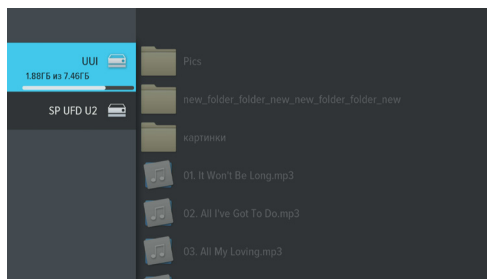 UUI
1.88ГБ из 7.46ГБ
SP UFD U2
Pics
new_folder_folder_new_new_folder_folder_new
картинки
01. It Won't Be Long.mp3
02. All I've Got To Do.mp3
03. All My Loving.mp3